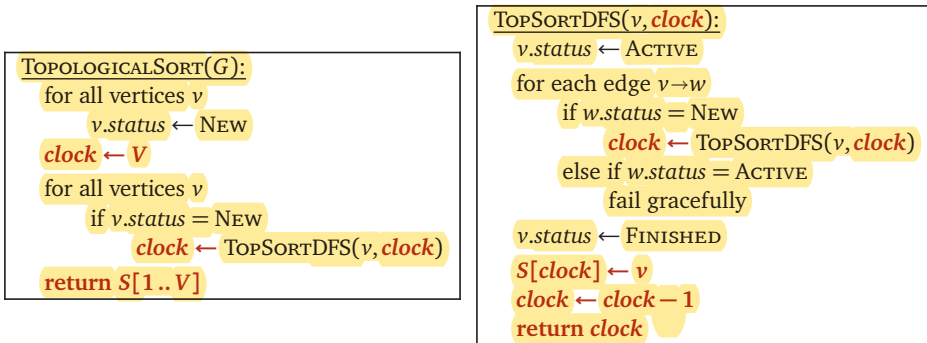 TOPOLOGICALSORT(G):
for all vertices v
v.status ← NEW
clock ← V
for all vertices v
if v.status = NEW
clock ← TOPSORTDFS(v, clock)
return S[1 .. V]
TOPSORTDFS(v, clock):
v.status ← ACTIVE
for each edge v→w
if w.status = NEW
clock ← TOPSORTDFS(v, clock)
else if w.status = ACTIVE
fail gracefully
v.status ← FINISHED
S[clock] ← v
clock ← clock − 1
return clock